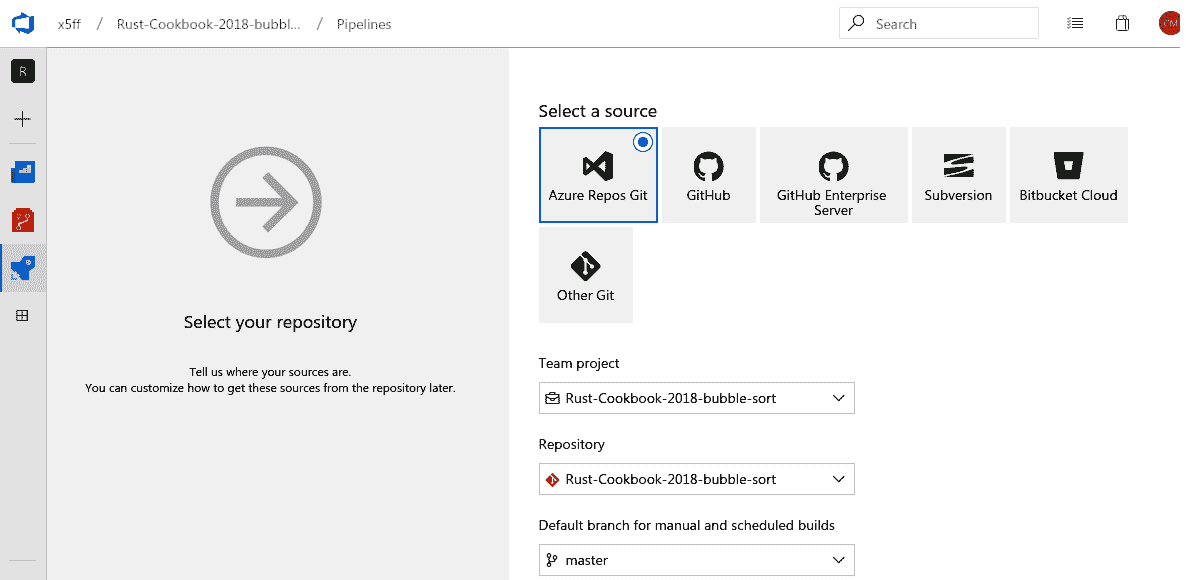 x5ff / Rust-Cookbook-2018-bubbl... / Pipelines
Search
CM
R
Select your repository
Tell us where your sources are.
You can customize how to get these sources from the repository later.
Select a source
Azure Repos Git
GitHub
GitHub Enterprise
Server
Subversion
Bitbucket Cloud
Other Git
Team project
Rust-Cookbook-2018-bubble-sort
Repository
Rust-Cookbook-2018-bubble-sort
Default branch for manual and scheduled builds
master